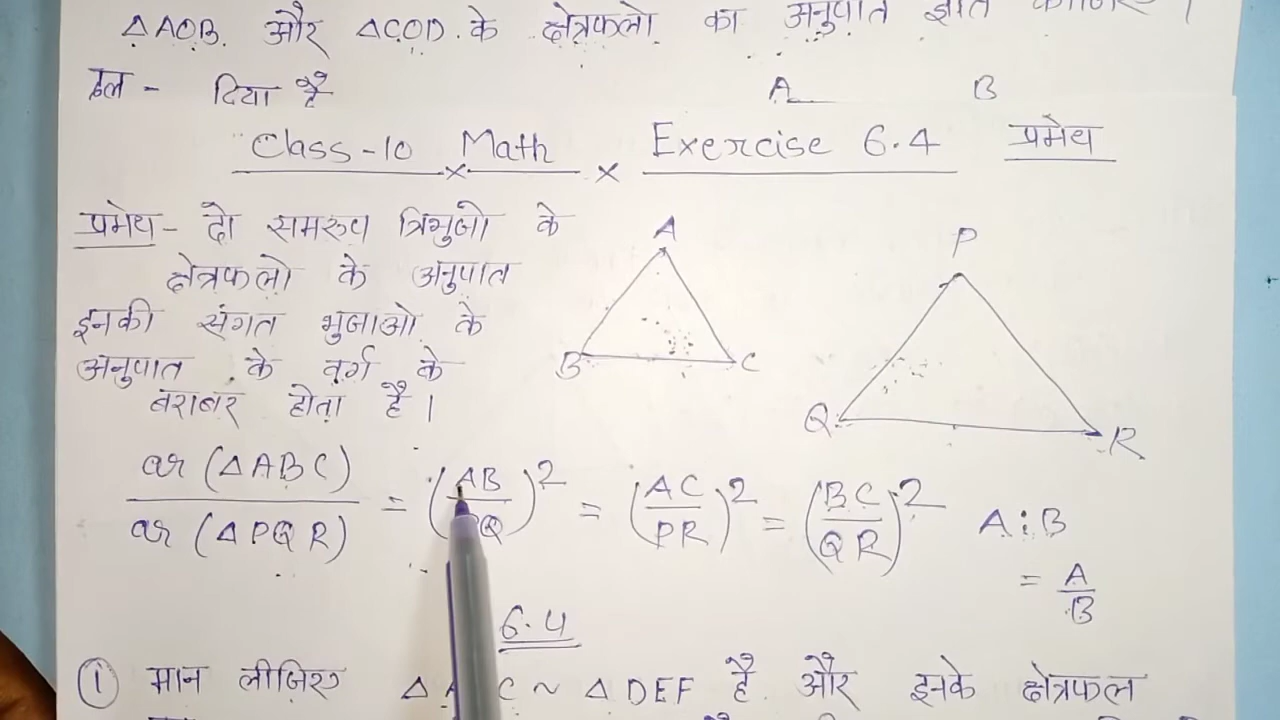 ΔAOB. और ΔCOD. के क्षेत्रफलो का अनुपात ज्ञात कीजिए।
हल - दिया है
A B
Class-10 × Math × Exercise 6.4 प्रमेय
प्रमेय- दो समरुप त्रिभुजो के
क्षेत्रफलो के अनुपात
इनकी संगत भुजाओ के
अनुपात के वर्ग के
बराबर होता है।
A
B C
P
Q R
ar (ΔABC) / ar (ΔPQR) = (AB/PQ)² = (AC/PR)² = (BC/QR)²
A:B
= A/B
6.4
① मान लीजिए Δ C ~ ΔDEF है और इनके क्षेत्रफल